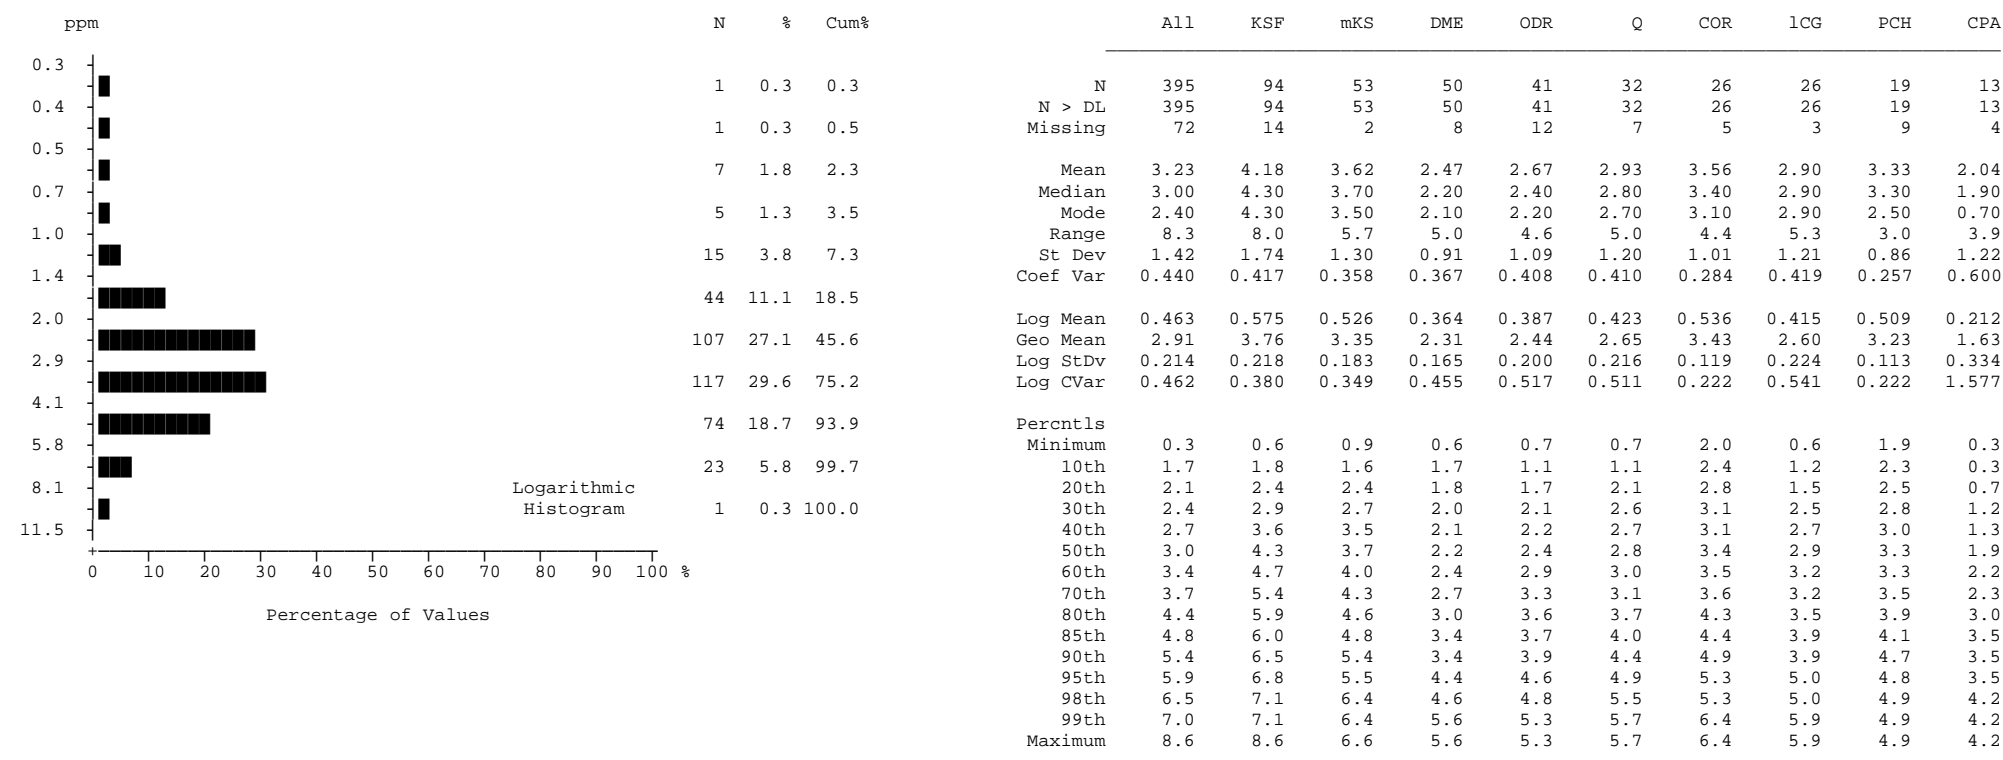 ppm N % Cum% All KSF mKS DME ODR Q COR lCG PCH CPA
0.3
1 0.3 0.3 N 395 94 53 50 41 32 26 26 19 13
0.4 N > DL 395 94 53 50 41 32 26 26 19 13
1 0.3 0.5 Missing 72 14 2 8 12 7 5 3 9 4
0.5
7 1.8 2.3 Mean 3.23 4.18 3.62 2.47 2.67 2.93 3.56 2.90 3.33 2.04
0.7 Median 3.00 4.30 3.70 2.20 2.40 2.80 3.40 2.90 3.30 1.90
5 1.3 3.5 Mode 2.40 4.30 3.50 2.10 2.20 2.70 3.10 2.90 2.50 0.70
1.0 Range 8.3 8.0 5.7 5.0 4.6 5.0 4.4 5.3 3.0 3.9
15 3.8 7.3 St Dev 1.42 1.74 1.30 0.91 1.09 1.20 1.01 1.21 0.86 1.22
1.4 Coef Var 0.440 0.417 0.358 0.367 0.408 0.410 0.284 0.419 0.257 0.600
44 11.1 18.5
2.0 Log Mean 0.463 0.575 0.526 0.364 0.387 0.423 0.536 0.415 0.509 0.212
107 27.1 45.6 Geo Mean 2.91 3.76 3.35 2.31 2.44 2.65 3.43 2.60 3.23 1.63
2.9 Log StDv 0.214 0.218 0.183 0.165 0.200 0.216 0.119 0.224 0.113 0.334
117 29.6 75.2 Log CVar 0.462 0.380 0.349 0.455 0.517 0.511 0.222 0.541 0.222 1.577
4.1
74 18.7 93.9 Percntls
5.8 Minimum 0.3 0.6 0.9 0.6 0.7 0.7 2.0 0.6 1.9 0.3
23 5.8 99.7 10th 1.7 1.8 1.6 1.7 1.1 1.1 2.4 1.2 2.3 0.3
8.1 Logarithmic 20th 2.1 2.4 2.4 1.8 1.7 2.1 2.8 1.5 2.5 0.7
Histogram 1 0.3 100.0 30th 2.4 2.9 2.7 2.0 2.1 2.6 3.1 2.5 2.8 1.2
11.5 40th 2.7 3.6 3.5 2.1 2.2 2.7 3.1 2.7 3.0 1.3
50th 3.0 4.3 3.7 2.2 2.4 2.8 3.4 2.9 3.3 1.9
0 10 20 30 40 50 60 70 80 90 100 % 60th 3.4 4.7 4.0 2.4 2.9 3.0 3.5 3.2 3.3 2.2
70th 3.7 5.4 4.3 2.7 3.3 3.1 3.6 3.2 3.5 2.3
Percentage of Values 80th 4.4 5.9 4.6 3.0 3.6 3.7 4.3 3.5 3.9 3.0
85th 4.8 6.0 4.8 3.4 3.7 4.0 4.4 3.9 4.1 3.5
90th 5.4 6.5 5.4 3.4 3.9 4.4 4.9 3.9 4.7 3.5
95th 5.9 6.8 5.5 4.4 4.6 4.9 5.3 5.0 4.8 3.5
98th 6.5 7.1 6.4 4.6 4.8 5.5 5.3 5.0 4.9 4.2
99th 7.0 7.1 6.4 5.6 5.3 5.7 6.4 5.9 4.9 4.2
Maximum 8.6 8.6 6.6 5.6 5.3 5.7 6.4 5.9 4.9 4.2